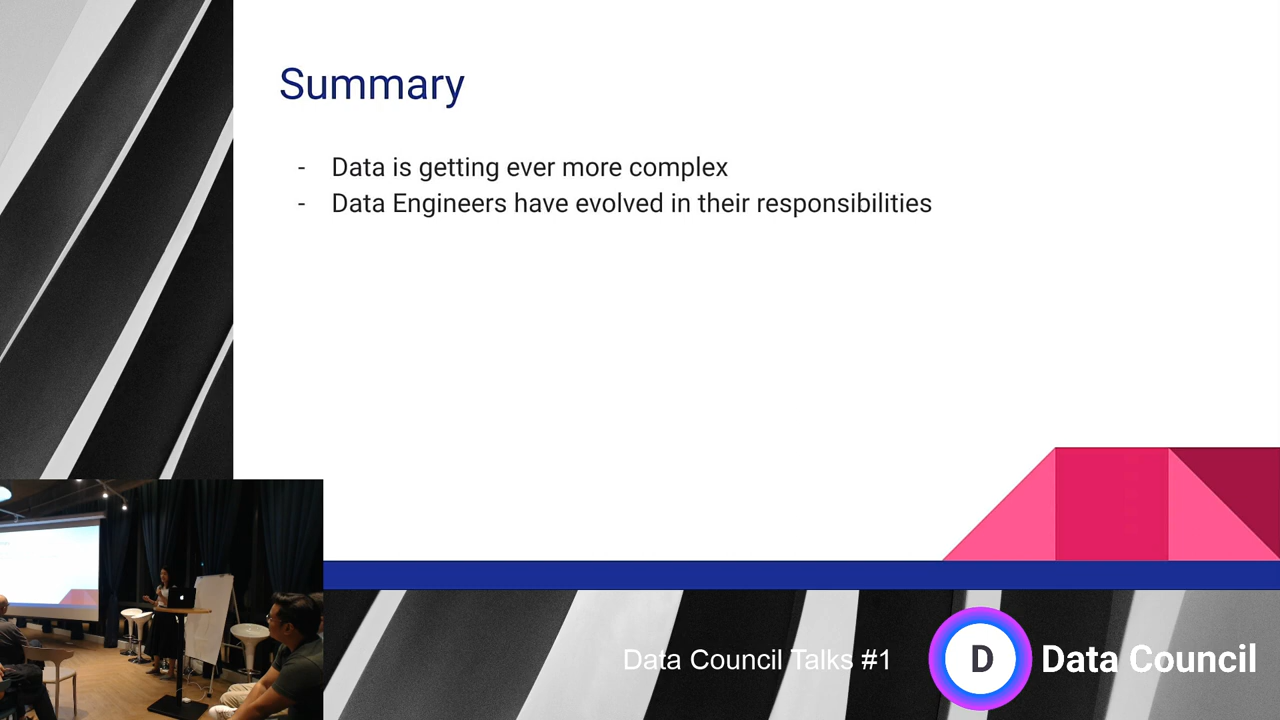 Summary
- Data is getting ever more complex
- Data Engineers have evolved in their responsibilities
Data Council Talks #1
D Data Council